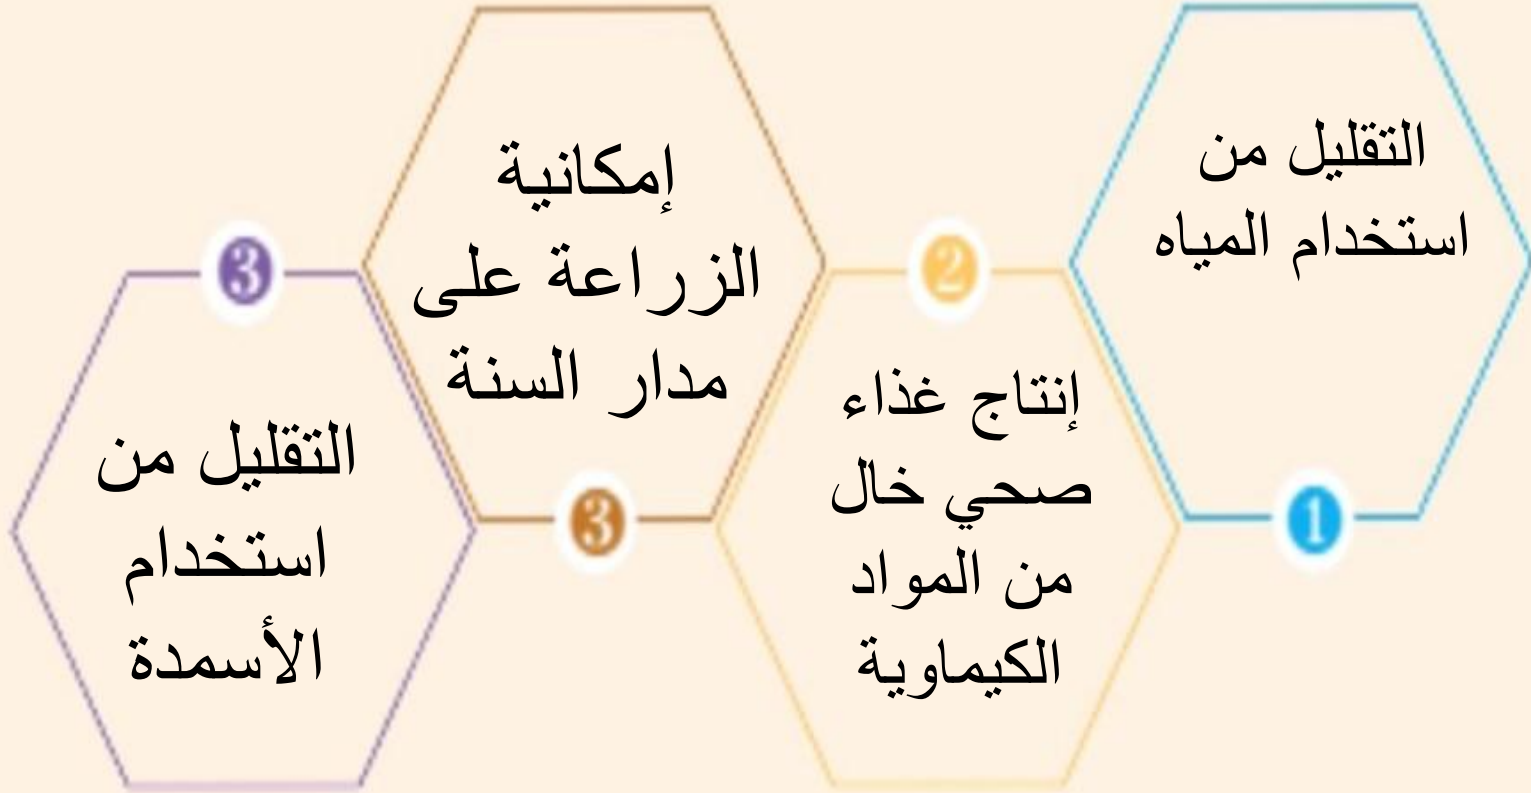 التقليل من
استخدام المياه
1
2
إنتاج غذاء
صحي خال
من المواد
الكيماوية
إمكانية
الزراعة على
مدار السنة
3
3
التقليل من
استخدام
الأسمدة